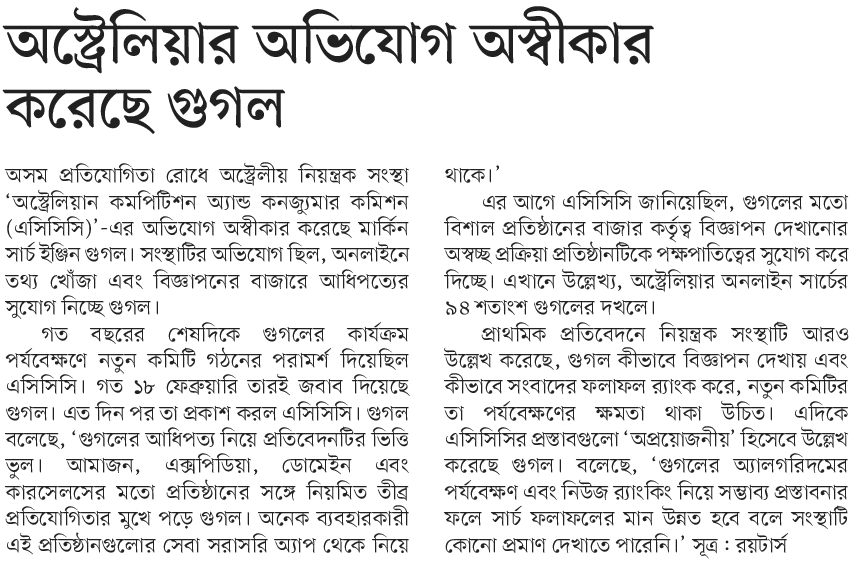 অস্ট্রেলিয়ার অভিযোগ অস্বীকার
করেছে গুগল
অসম প্রতিযোগিতা রোধে অস্ট্রেলীয় নিয়ন্ত্রক সংস্থা
‘অস্ট্রেলিয়ান কমপিটিশন অ্যান্ড কনজ্যুমার কমিশন
(এসিসিসি)’-এর অভিযোগ অস্বীকার করেছে মার্কিন
সার্চ ইঞ্জিন গুগল। সংস্থাটির অভিযোগ ছিল, অনলাইনে
তথ্য খোঁজা এবং বিজ্ঞাপনের বাজারে আধিপত্যের
সুযোগ নিচ্ছে গুগল।
গত বছরের শেষদিকে গুগলের কার্যক্রম
পর্যবেক্ষণে নতুন কমিটি গঠনের পরামর্শ দিয়েছিল
এসিসিসি। গত ১৮ ফেব্রুয়ারি তারই জবাব দিয়েছে
গুগল। এত দিন পর তা প্রকাশ করল এসিসিসি। গুগল
বলেছে, ‘গুগলের আধিপত্য নিয়ে প্রতিবেদনটির ভিত্তি
ভুল। আমাজন, এক্সপিডিয়া, ডোমেইন এবং
কারসেলসের মতো প্রতিষ্ঠানের সঙ্গে নিয়মিত তীব্র
প্রতিযোগিতার মুখে পড়ে গুগল। অনেক ব্যবহারকারী
এই প্রতিষ্ঠানগুলোর সেবা সরাসরি অ্যাপ থেকে নিয়ে
থাকে।’
এর আগে এসিসিসি জানিয়েছিল, গুগলের মতো
বিশাল প্রতিষ্ঠানের বাজার কর্তৃত্ব বিজ্ঞাপন দেখানোর
অস্বচ্ছ প্রক্রিয়া প্রতিষ্ঠানটিকে পক্ষপাতিত্বের সুযোগ করে
দিচ্ছে। এখানে উল্লেখ্য, অস্ট্রেলিয়ার অনলাইন সার্চের
৯৪ শতাংশ গুগলের দখলে।
প্রাথমিক প্রতিবেদনে নিয়ন্ত্রক সংস্থাটি আরও
উল্লেখ করেছে, গুগল কীভাবে বিজ্ঞাপন দেখায় এবং
কীভাবে সংবাদের ফলাফল র‍্যাংক করে, নতুন কমিটির
তা পর্যবেক্ষণের ক্ষমতা থাকা উচিত। এদিকে
এসিসিসির প্রস্তাবগুলো ‘অপ্রয়োজনীয়’ হিসেবে উল্লেখ
করেছে গুগল। বলেছে, ‘গুগলের অ্যালগরিদমের
পর্যবেক্ষণ এবং নিউজ র‍্যাংকিং নিয়ে সম্ভাব্য প্রস্তাবনার
ফলে সার্চ ফলাফলের মান উন্নত হবে বলে সংস্থাটি
কোনো প্রমাণ দেখাতে পারেনি।’ সূত্র : রয়টার্স